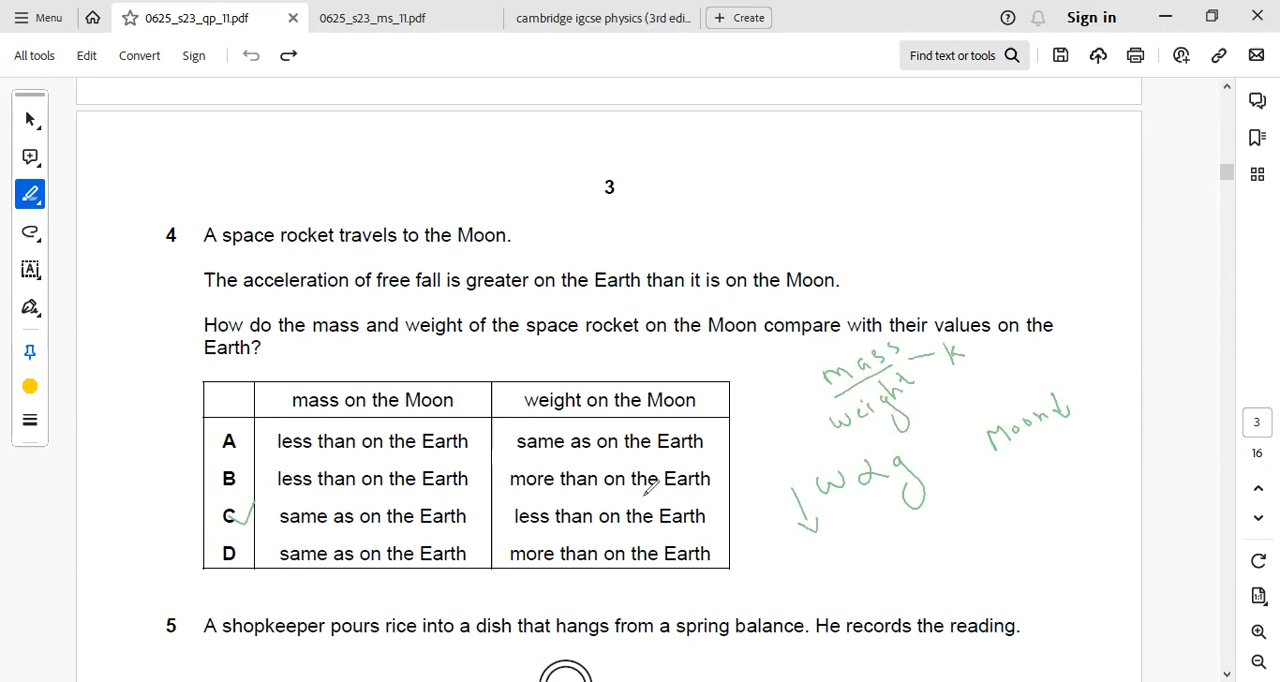 Menu 0625_s23_qp_11.pdf 0625_s23_ms_11.pdf cambridge igcse physics (3rd edi... + Create Sign in
All tools Edit Convert Sign Find text or tools
3
4 A space rocket travels to the Moon.
The acceleration of free fall is greater on the Earth than it is on the Moon.
How do the mass and weight of the space rocket on the Moon compare with their values on the
Earth?
mass on the Moon weight on the Moon
A less than on the Earth same as on the Earth
B less than on the Earth more than on the Earth
C same as on the Earth less than on the Earth
D same as on the Earth more than on the Earth
mass — K
weight
Moon ↓
↓ w α g
5 A shopkeeper pours rice into a dish that hangs from a spring balance. He records the reading.
3
16
1:1